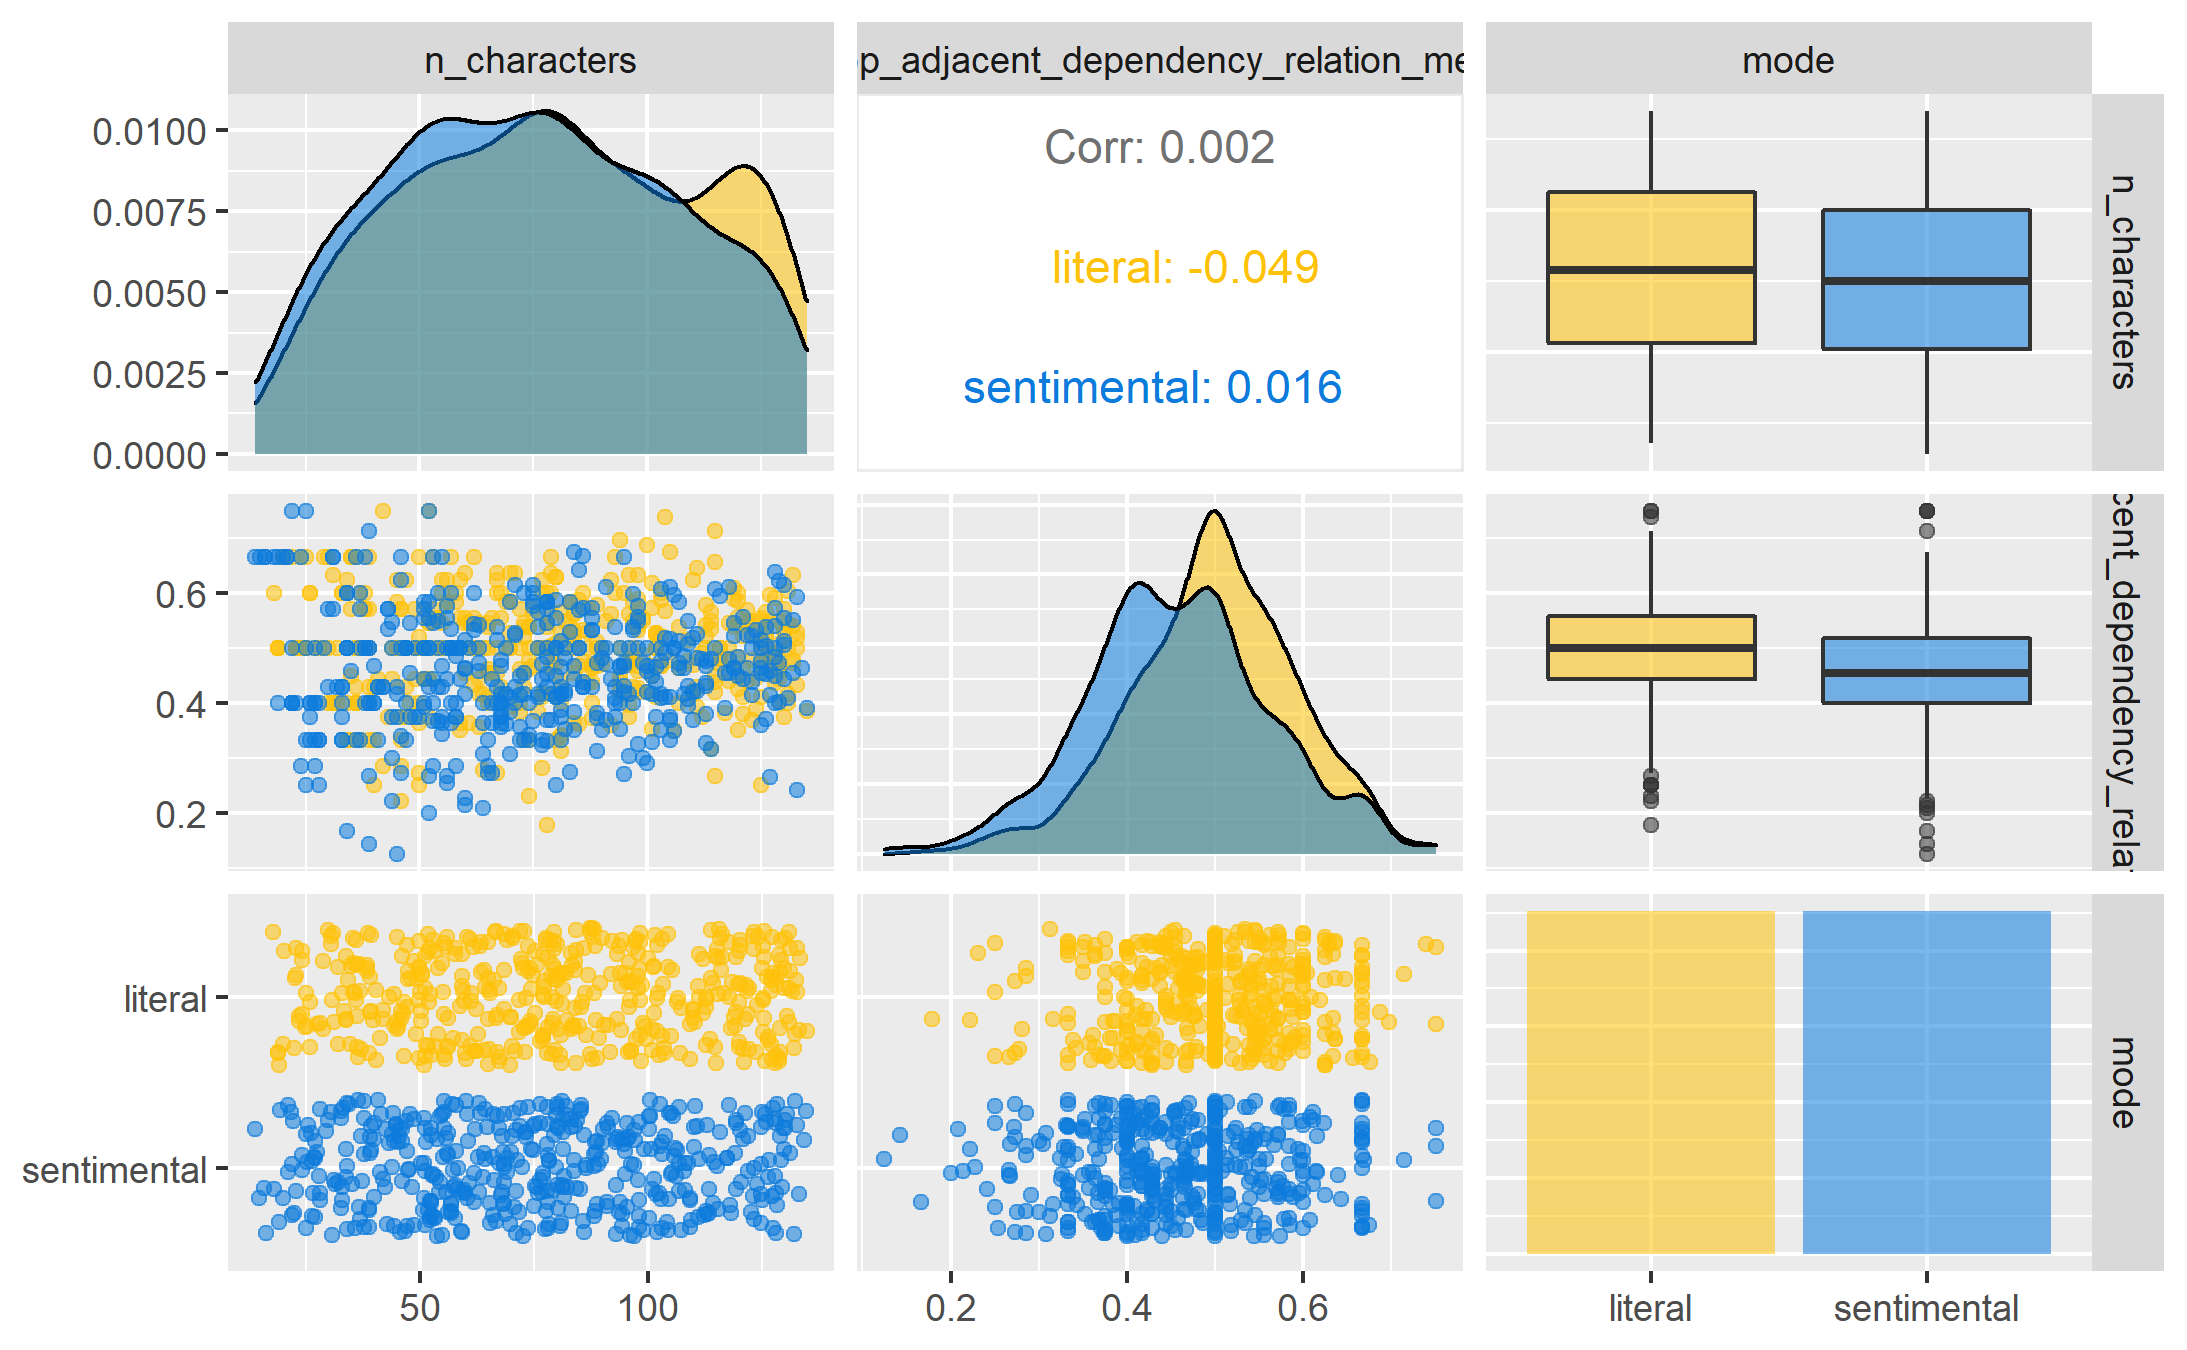 n_characters
p_adjacent_dependency_relation_me
mode
0.0100
0.0075
0.0050
0.0025
0.0000
Corr: 0.002
literal: -0.049
sentimental: 0.016
n_characters
0.6
0.4
0.2
cent_dependency_rela
literal
sentimental
mode
50
100
0.2
0.4
0.6
literal
sentimental